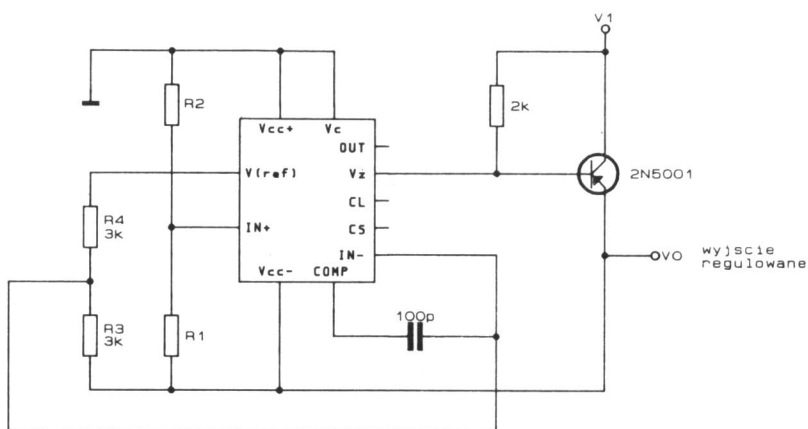 V1
R2
2k
Vcc+ Vc
OUT
V(ref) Vz
2N5001
CL
R4
3k
IN+ CS
IN-
VO wyjscie
regulowane
Vcc- COMP
R3
3k
R1
100p